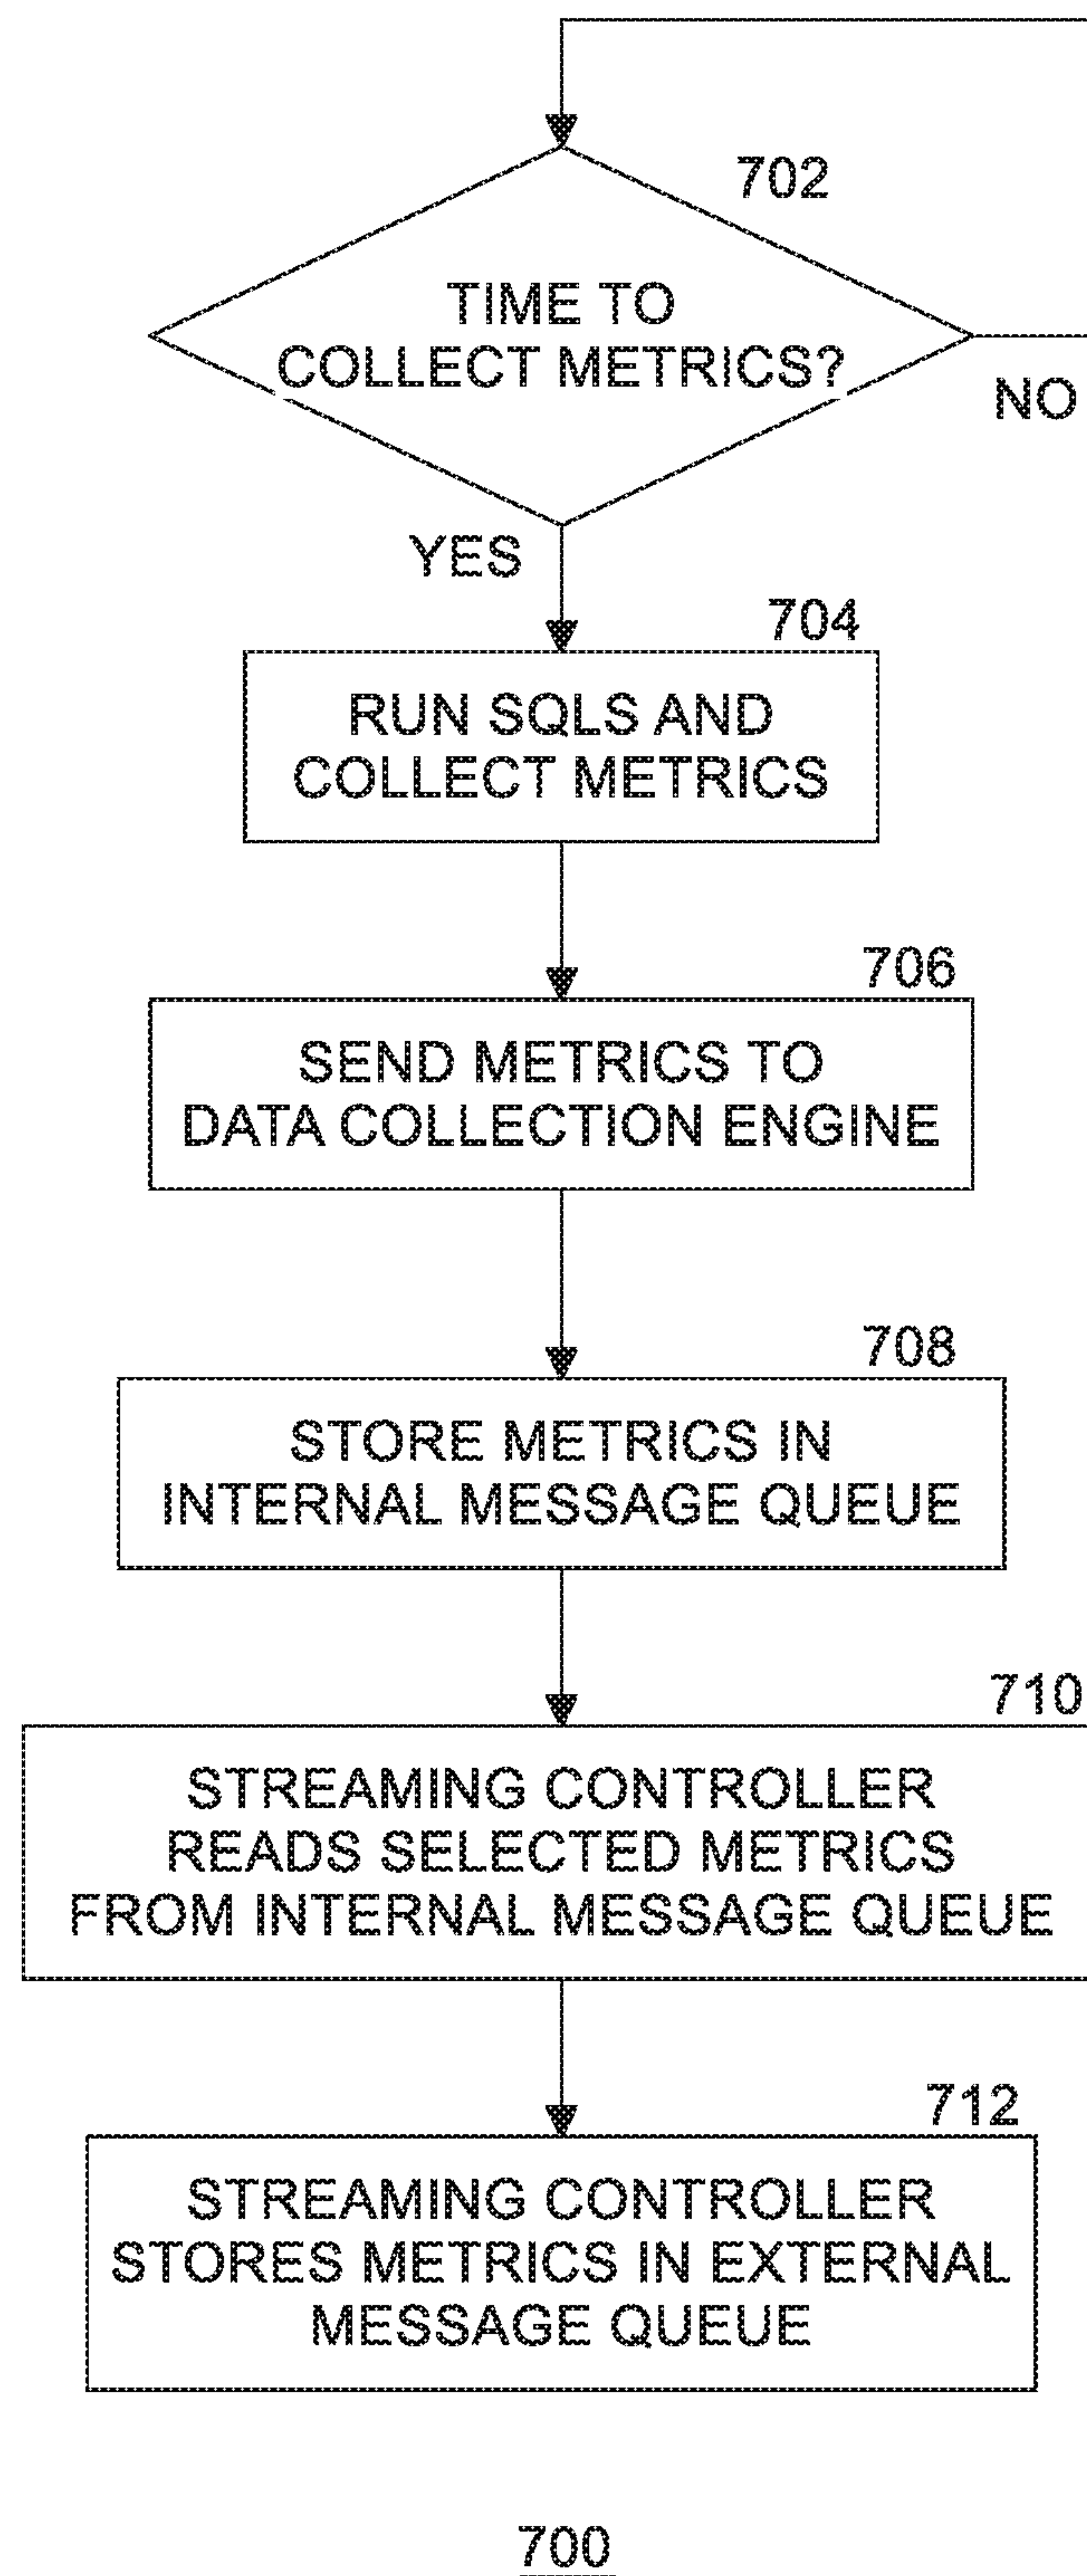 702
TIME TO
COLLECT METRICS?
NO
YES
704
RUN SQLS AND
COLLECT METRICS
706
SEND METRICS TO
DATA COLLECTION ENGINE
708
STORE METRICS IN
INTERNAL MESSAGE QUEUE
710
STREAMING CONTROLLER
READS SELECTED METRICS
FROM INTERNAL MESSAGE QUEUE
712
STREAMING CONTROLLER
STORES METRICS IN EXTERNAL
MESSAGE QUEUE
700